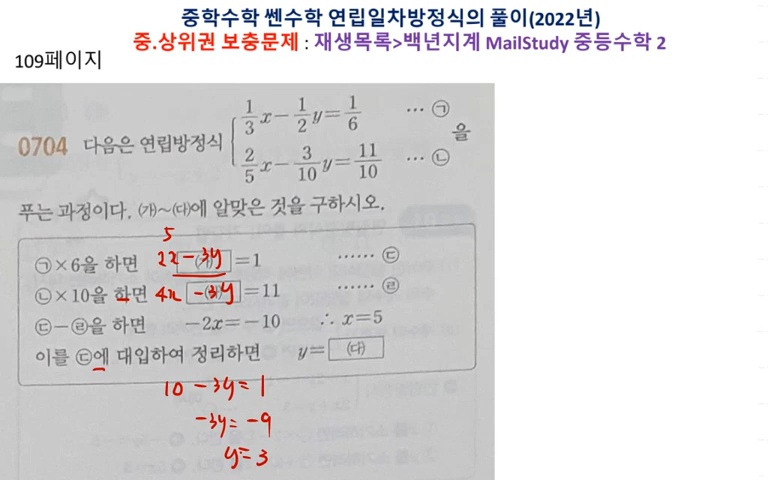 중학수학 쎈수학 연립일차방정식의 풀이(2022년)
중.상위권 보충문제 : 재생목록>백년지계 MailStudy 중등수학 2
109페이지
0704 다음은 연립방정식 { 1/3 x - 1/2 y = 1/6 … ㉠
2/5 x - 3/10 y = 11/10 … ㉡ 을
푸는 과정이다. ㈎~㈐에 알맞은 것을 구하시오.
5
㉠×6을 하면 2x - 3y =1 …… ㉢
㉡×10을 하면 4x - 3y =11 …… ㉣
㉢-㉣을 하면 -2x=-10 ∴ x=5
이를 ㉢에 대입하여 정리하면 y= ㈐
10 - 3y = 1
-3y = -9
y = 3